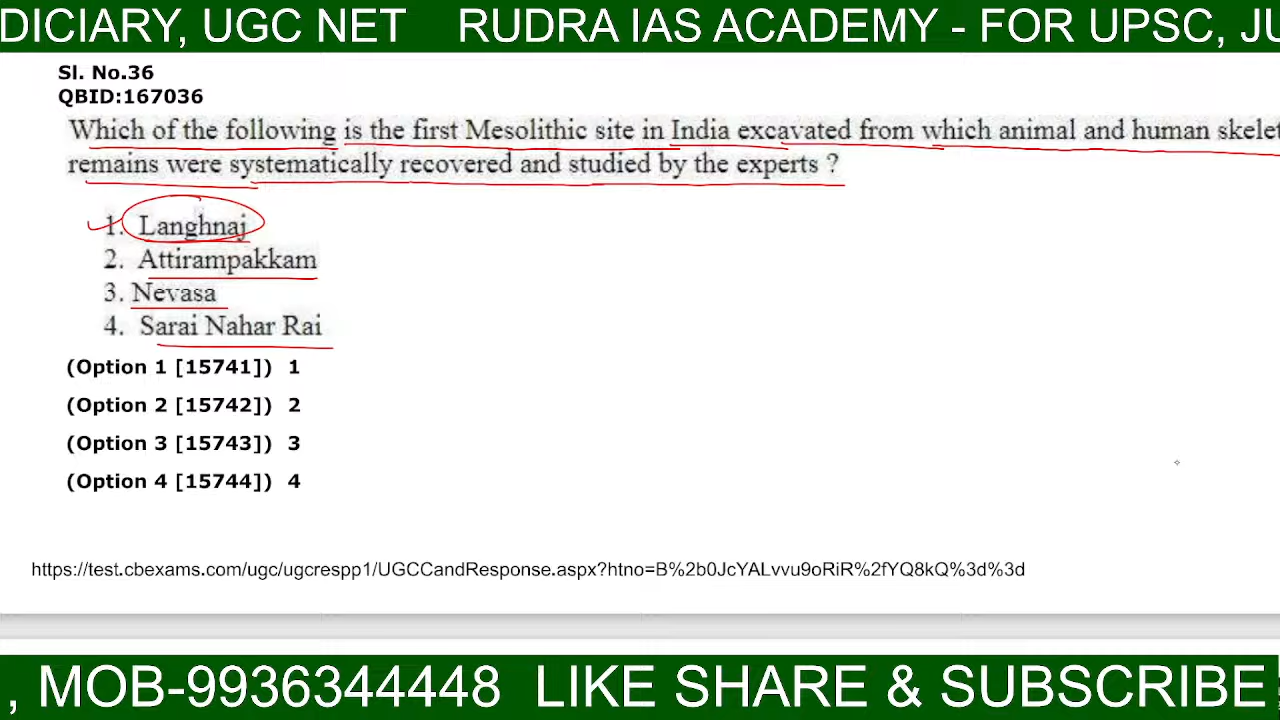 DICIARY, UGC NET RUDRA IAS ACADEMY - FOR UPSC, JU
Sl. No.36
QBID:167036
Which of the following is the first Mesolithic site in India excavated from which animal and human skelet
remains were systematically recovered and studied by the experts ?
1. Langhnaj
2. Attirampakkam
3. Nevasa
4. Sarai Nahar Rai
(Option 1 [15741]) 1
(Option 2 [15742]) 2
(Option 3 [15743]) 3
(Option 4 [15744]) 4
https://test.cbexams.com/ugc/ugcrespp1/UGCCandResponse.aspx?htno=B%2b0JcYALvvu9oRiR%2fYQ8kQ%3d%3d
, MOB-9936344448 LIKE SHARE & SUBSCRIBE